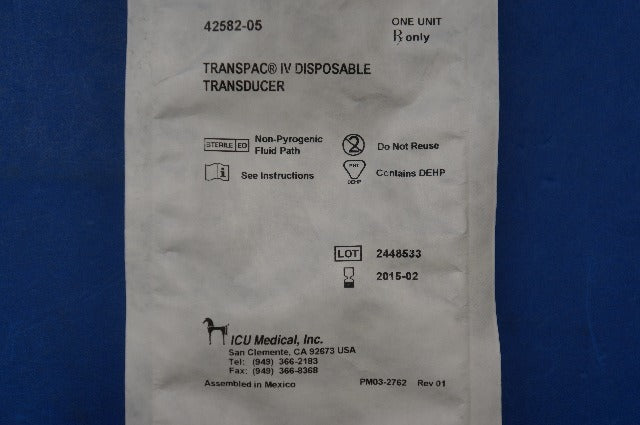 42582-05
ONE UNIT
℞ only
TRANSPAC® IV DISPOSABLE
TRANSDUCER
STERILE EO
Non-Pyrogenic
Fluid Path
2
Do Not Reuse
i
See Instructions
PHT
DEHP
Contains DEHP
LOT
2448533
2015-02
ICU Medical, Inc.
San Clemente, CA 92673 USA
Tel: (949) 366-2183
Fax: (949) 366-8368
Assembled in Mexico
PM03-2762 Rev 01